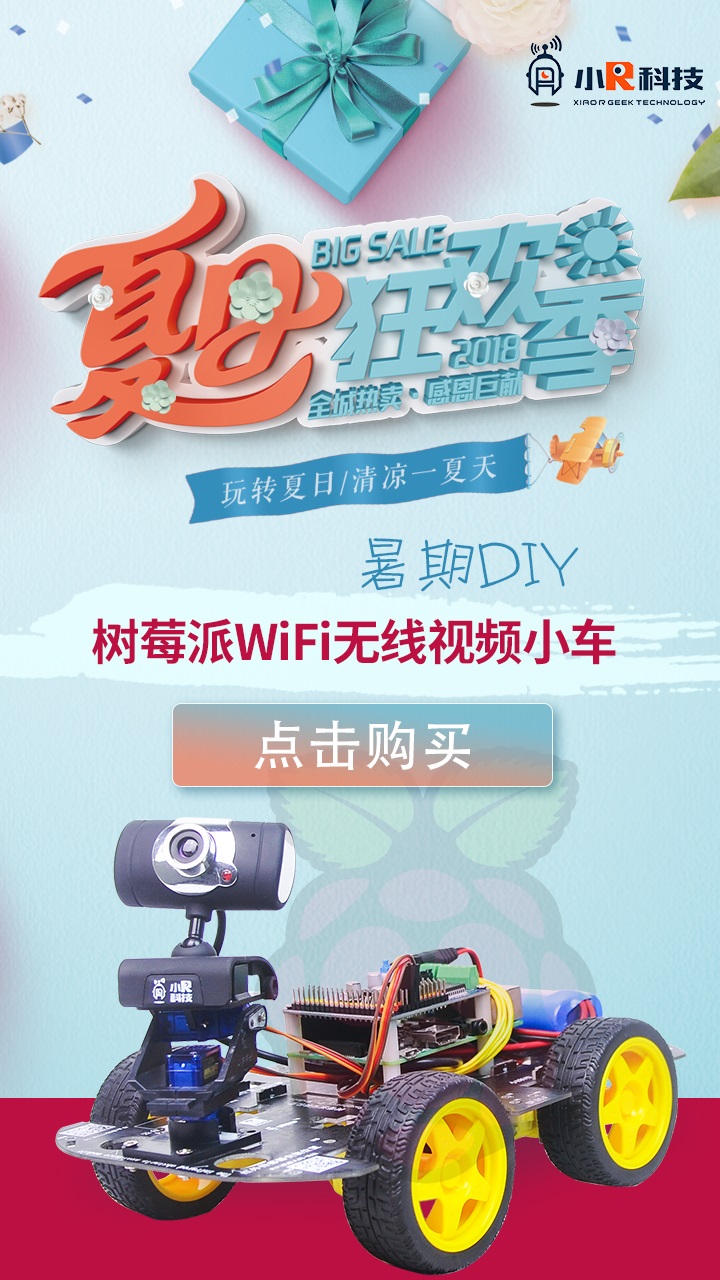 小R科技
XIAO R GEEK TECHNOLOGY
BIG SALE
夏日狂欢季
2018
全城热卖·感恩巨献
玩转夏日/清凉一夏天
暑期DIY
树莓派WiFi无线视频小车
点击购买
小R
科技